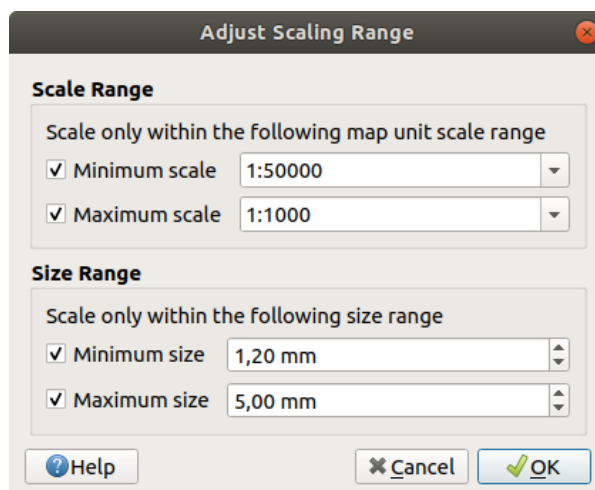 Adjust Scaling Range
Scale Range
Scale only within the following map unit scale range
Minimum scale 1:50000
Maximum scale 1:1000
Size Range
Scale only within the following size range
Minimum size 1,20 mm
Maximum size 5,00 mm
Help Cancel OK